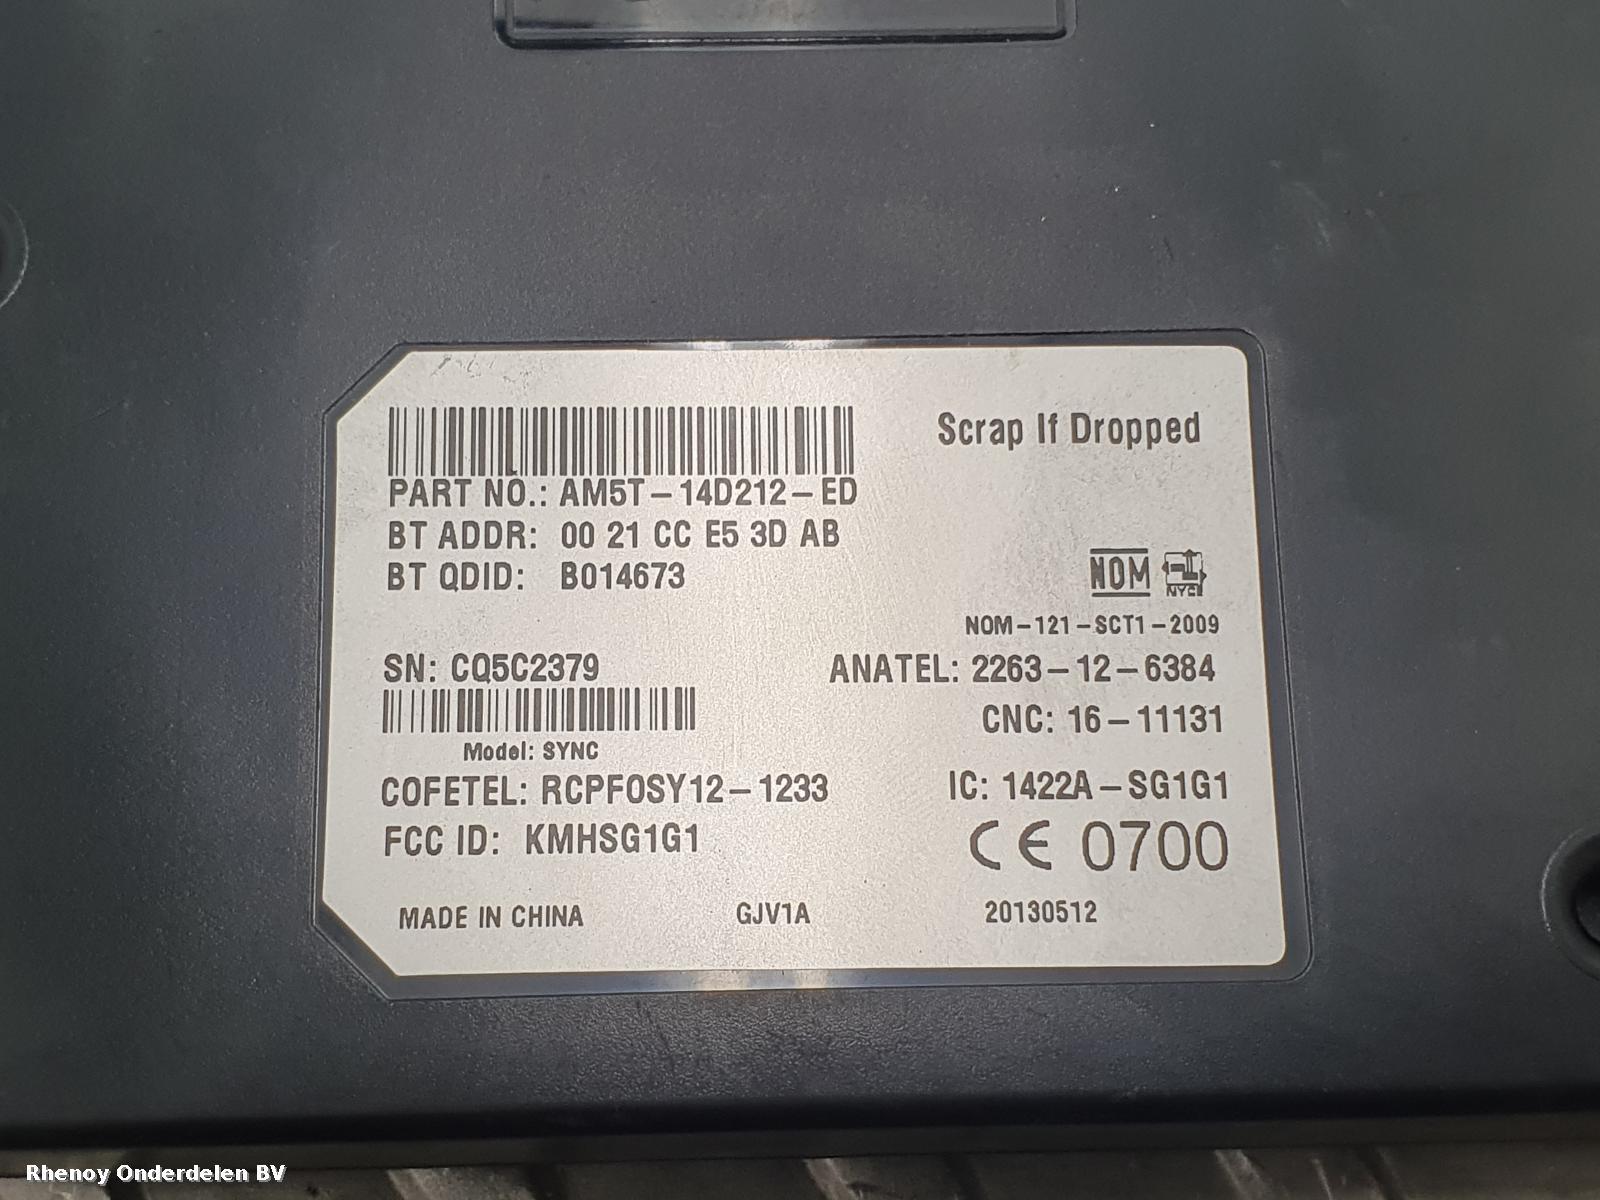 Scrap If Dropped
PART NO.: AM5T-14D212-ED
BT ADDR: 00 21 CC E5 3D AB
BT QDID: B014673
NOM NYCE
NOM-121-SCT1-2009
SN: CQ5C2379
ANATEL: 2263-12-6384
CNC: 16-11131
Model: SYNC
COFETEL: RCPFOSY12-1233
IC: 1422A-SG1G1
FCC ID: KMHSG1G1
CE 0700
MADE IN CHINA GJV1A 20130512
Rhenoy Onderdelen BV